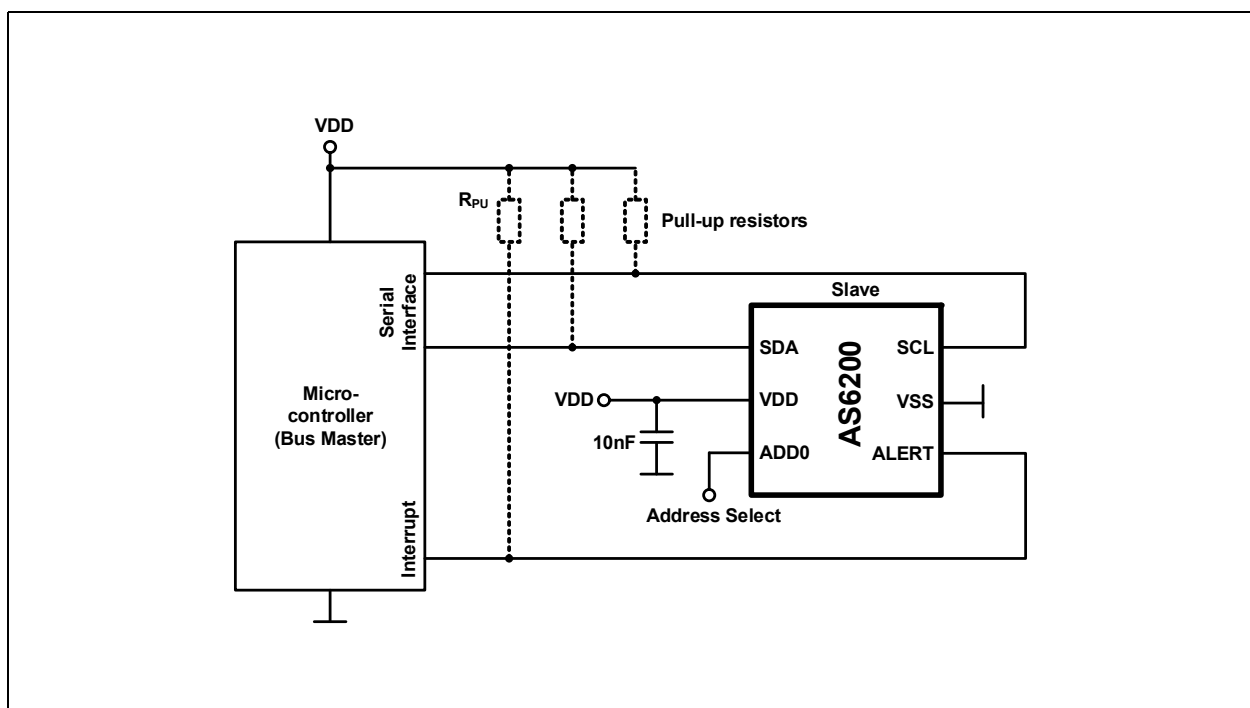 VDD
RPU
Pull-up resistors
Serial
Interface
Slave
SDA
SCL
AS6200
Micro-
controller
(Bus Master)
VDD
VDD
VSS
10nF
ADD0
ALERT
Address Select
Interrupt